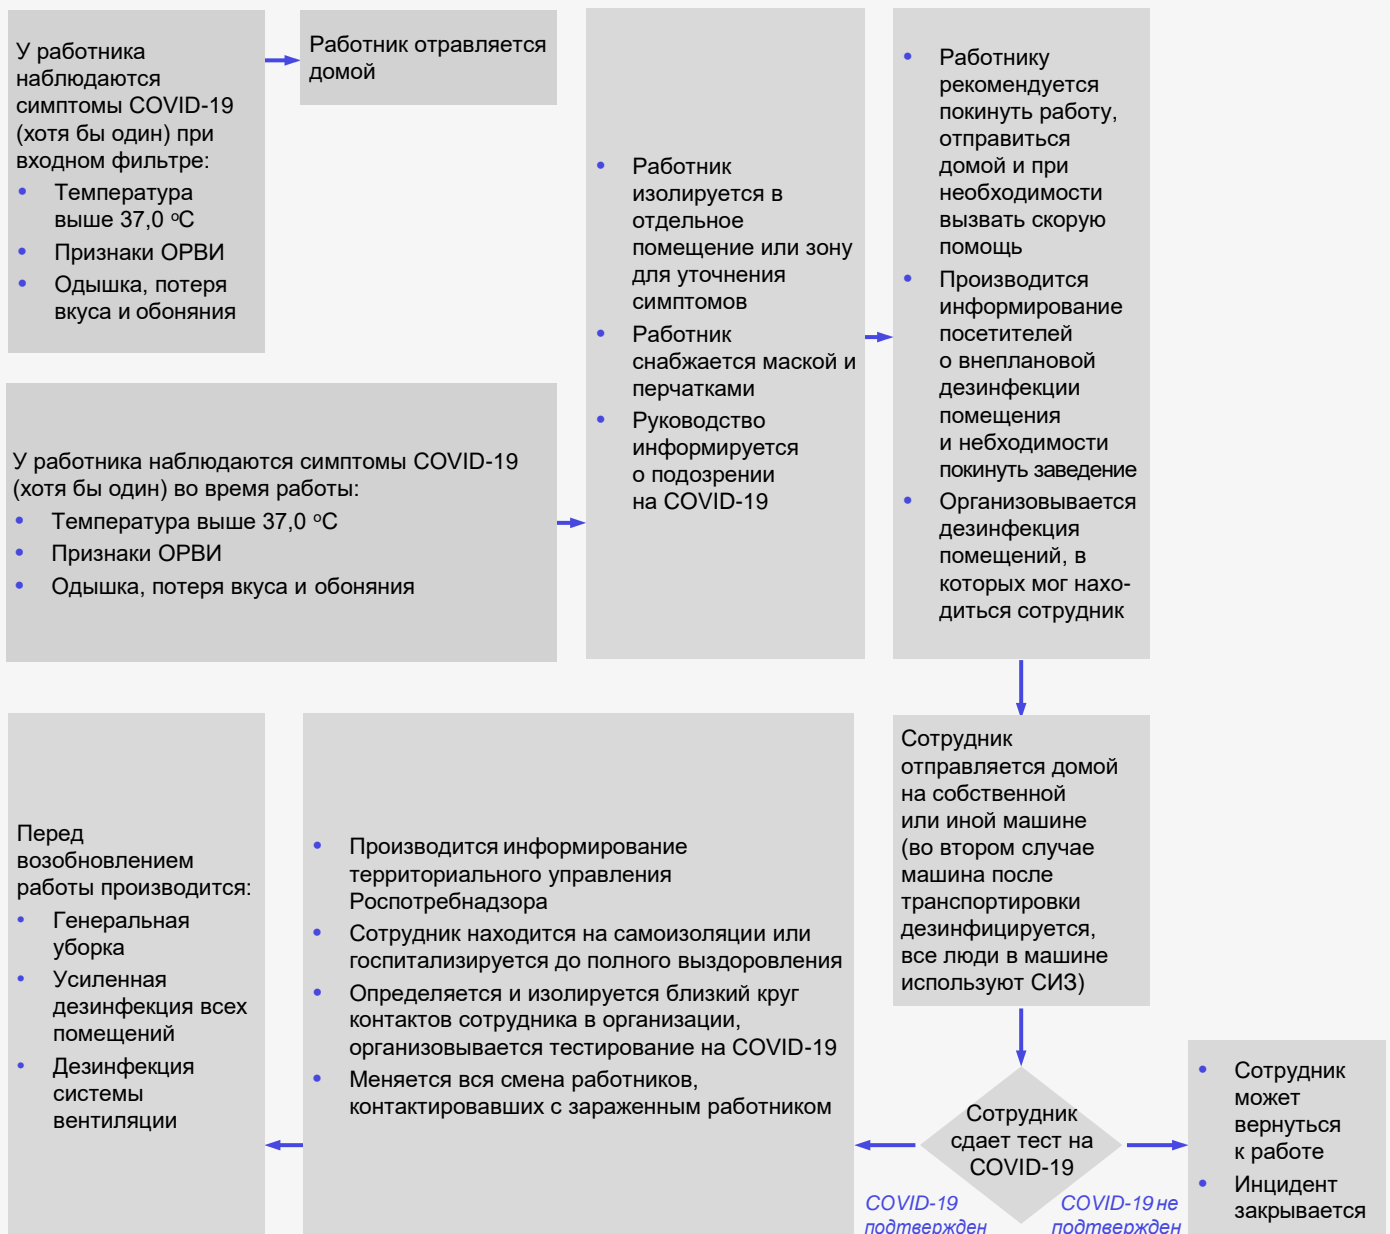 У работника
наблюдаются
симптомы COVID-19
(хотя бы один) при
входном фильтре:
• Температура
выше 37,0 °С
• Признаки ОРВИ
• Одышка, потеря
вкуса и обоняния
Работник отравляется
домой
У работника наблюдаются симптомы COVID-19
(хотя бы один) во время работы:
• Температура выше 37,0 °С
• Признаки ОРВИ
• Одышка, потеря вкуса и обоняния
• Работник
изолируется в
отдельное
помещение или зону
для уточнения
симптомов
• Работник
снабжается маской и
перчатками
• Руководство
информируется
о подозрении
на COVID-19
• Работнику
рекомендуется
покинуть работу,
отправиться
домой и при
необходимости
вызвать скорую
помощь
• Производится
информирование
посетителей
о внеплановой
дезинфекции
помещения
и небходимости
покинуть заведение
• Организовывается
дезинфекция
помещений, в
которых мог нахо-
диться сотрудник
Сотрудник
отправляется домой
на собственной
или иной машине
(во втором случае
машина после
транспортировки
дезинфицируется,
все люди в машине
используют СИЗ)
Сотрудник
сдает тест на
COVID-19
COVID-19
подтвержден
COVID-19 не
подтвержден
• Сотрудник
может
вернуться
к работе
• Инцидент
закрывается
• Производится информирование
территориального управления
Роспотребнадзора
• Сотрудник находится на самоизоляции или
госпитализируется до полного выздоровления
• Определяется и изолируется близкий круг
контактов сотрудника в организации,
организовывается тестирование на COVID-19
• Меняется вся смена работников,
контактировавших с зараженным работником
Перед
возобновлением
работы производится:
• Генеральная
уборка
• Усиленная
дезинфекция всех
помещений
• Дезинфекция
системы
вентиляции